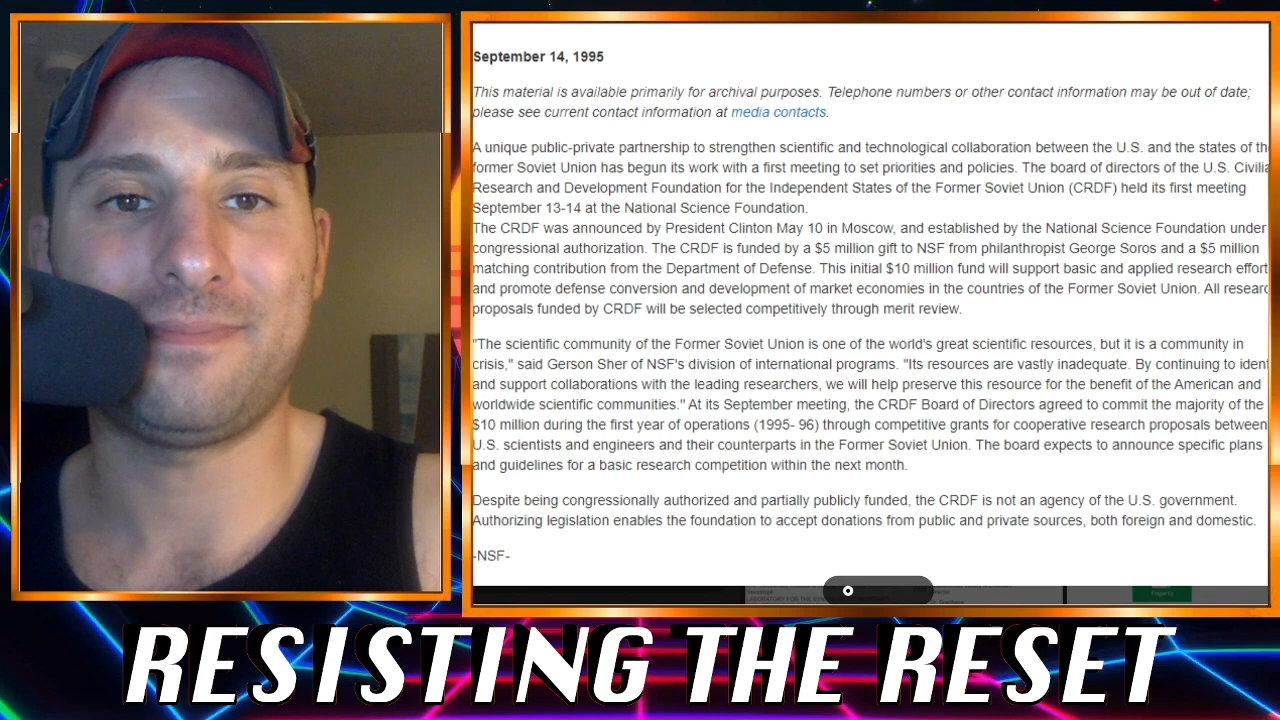 September 14, 1995
This material is available primarily for archival purposes. Telephone numbers or other contact information may be out of date;
please see current contact information at media contacts.
A unique public-private partnership to strengthen scientific and technological collaboration between the U.S. and the states of th
former Soviet Union has begun its work with a first meeting to set priorities and policies. The board of directors of the U.S. Civilia
Research and Development Foundation for the Independent States of the Former Soviet Union (CRDF) held its first meeting
September 13-14 at the National Science Foundation.
The CRDF was announced by President Clinton May 10 in Moscow, and established by the National Science Foundation under
congressional authorization. The CRDF is funded by a $5 million gift to NSF from philanthropist George Soros and a $5 million
matching contribution from the Department of Defense. This initial $10 million fund will support basic and applied research effort
and promote defense conversion and development of market economies in the countries of the Former Soviet Union. All researc
proposals funded by CRDF will be selected competitively through merit review.
"The scientific community of the Former Soviet Union is one of the world's great scientific resources, but it is a community in
crisis," said Gerson Sher of NSF's division of international programs. "Its resources are vastly inadequate. By continuing to ident
and support collaborations with the leading researchers, we will help preserve this resource for the benefit of the American and
worldwide scientific communities." At its September meeting, the CRDF Board of Directors agreed to commit the majority of the
$10 million during the first year of operations (1995- 96) through competitive grants for cooperative research proposals between
U.S. scientists and engineers and their counterparts in the Former Soviet Union. The board expects to announce specific plans
and guidelines for a basic research competition within the next month.
Despite being congressionally authorized and partially publicly funded, the CRDF is not an agency of the U.S. government.
Authorizing legislation enables the foundation to accept donations from public and private sources, both foreign and domestic.
-NSF-
Fogarty
RESISTING THE RESET